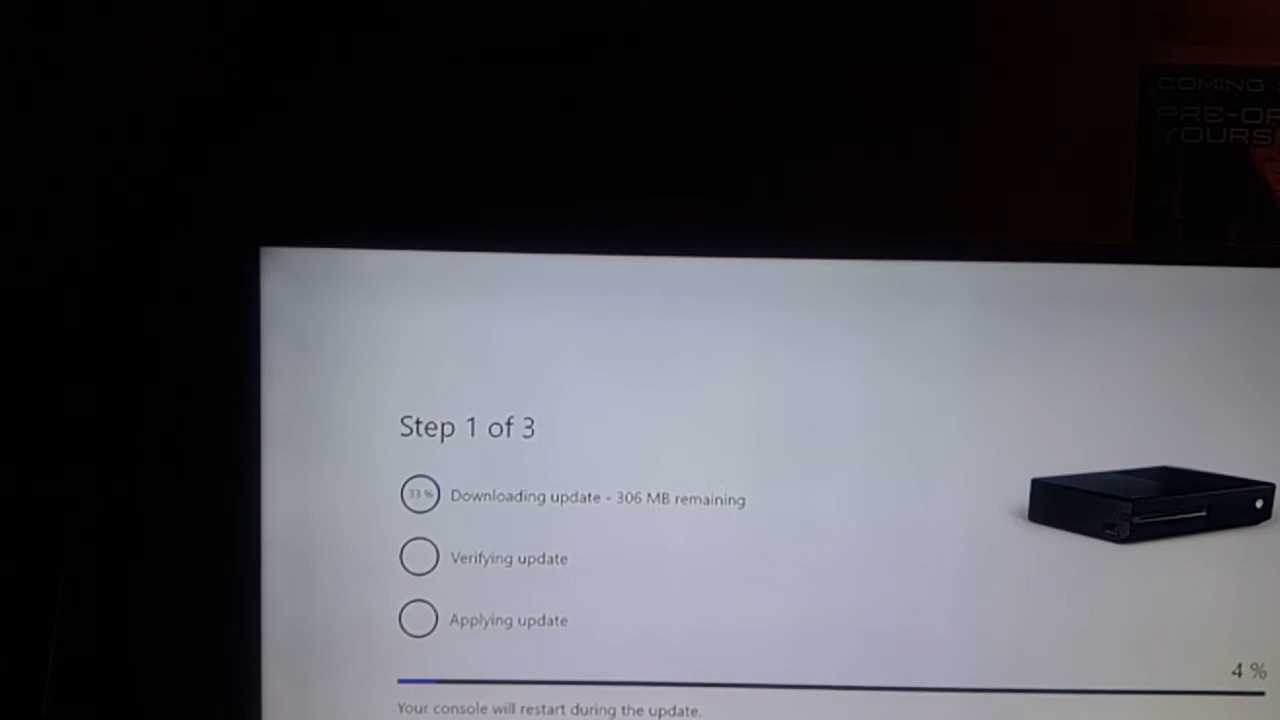 COMING
PRE-OR
YOURS
Step 1 of 3
33 %
Downloading update - 306 MB remaining
Verifying update
Applying update
4 %
Your console will restart during the update.